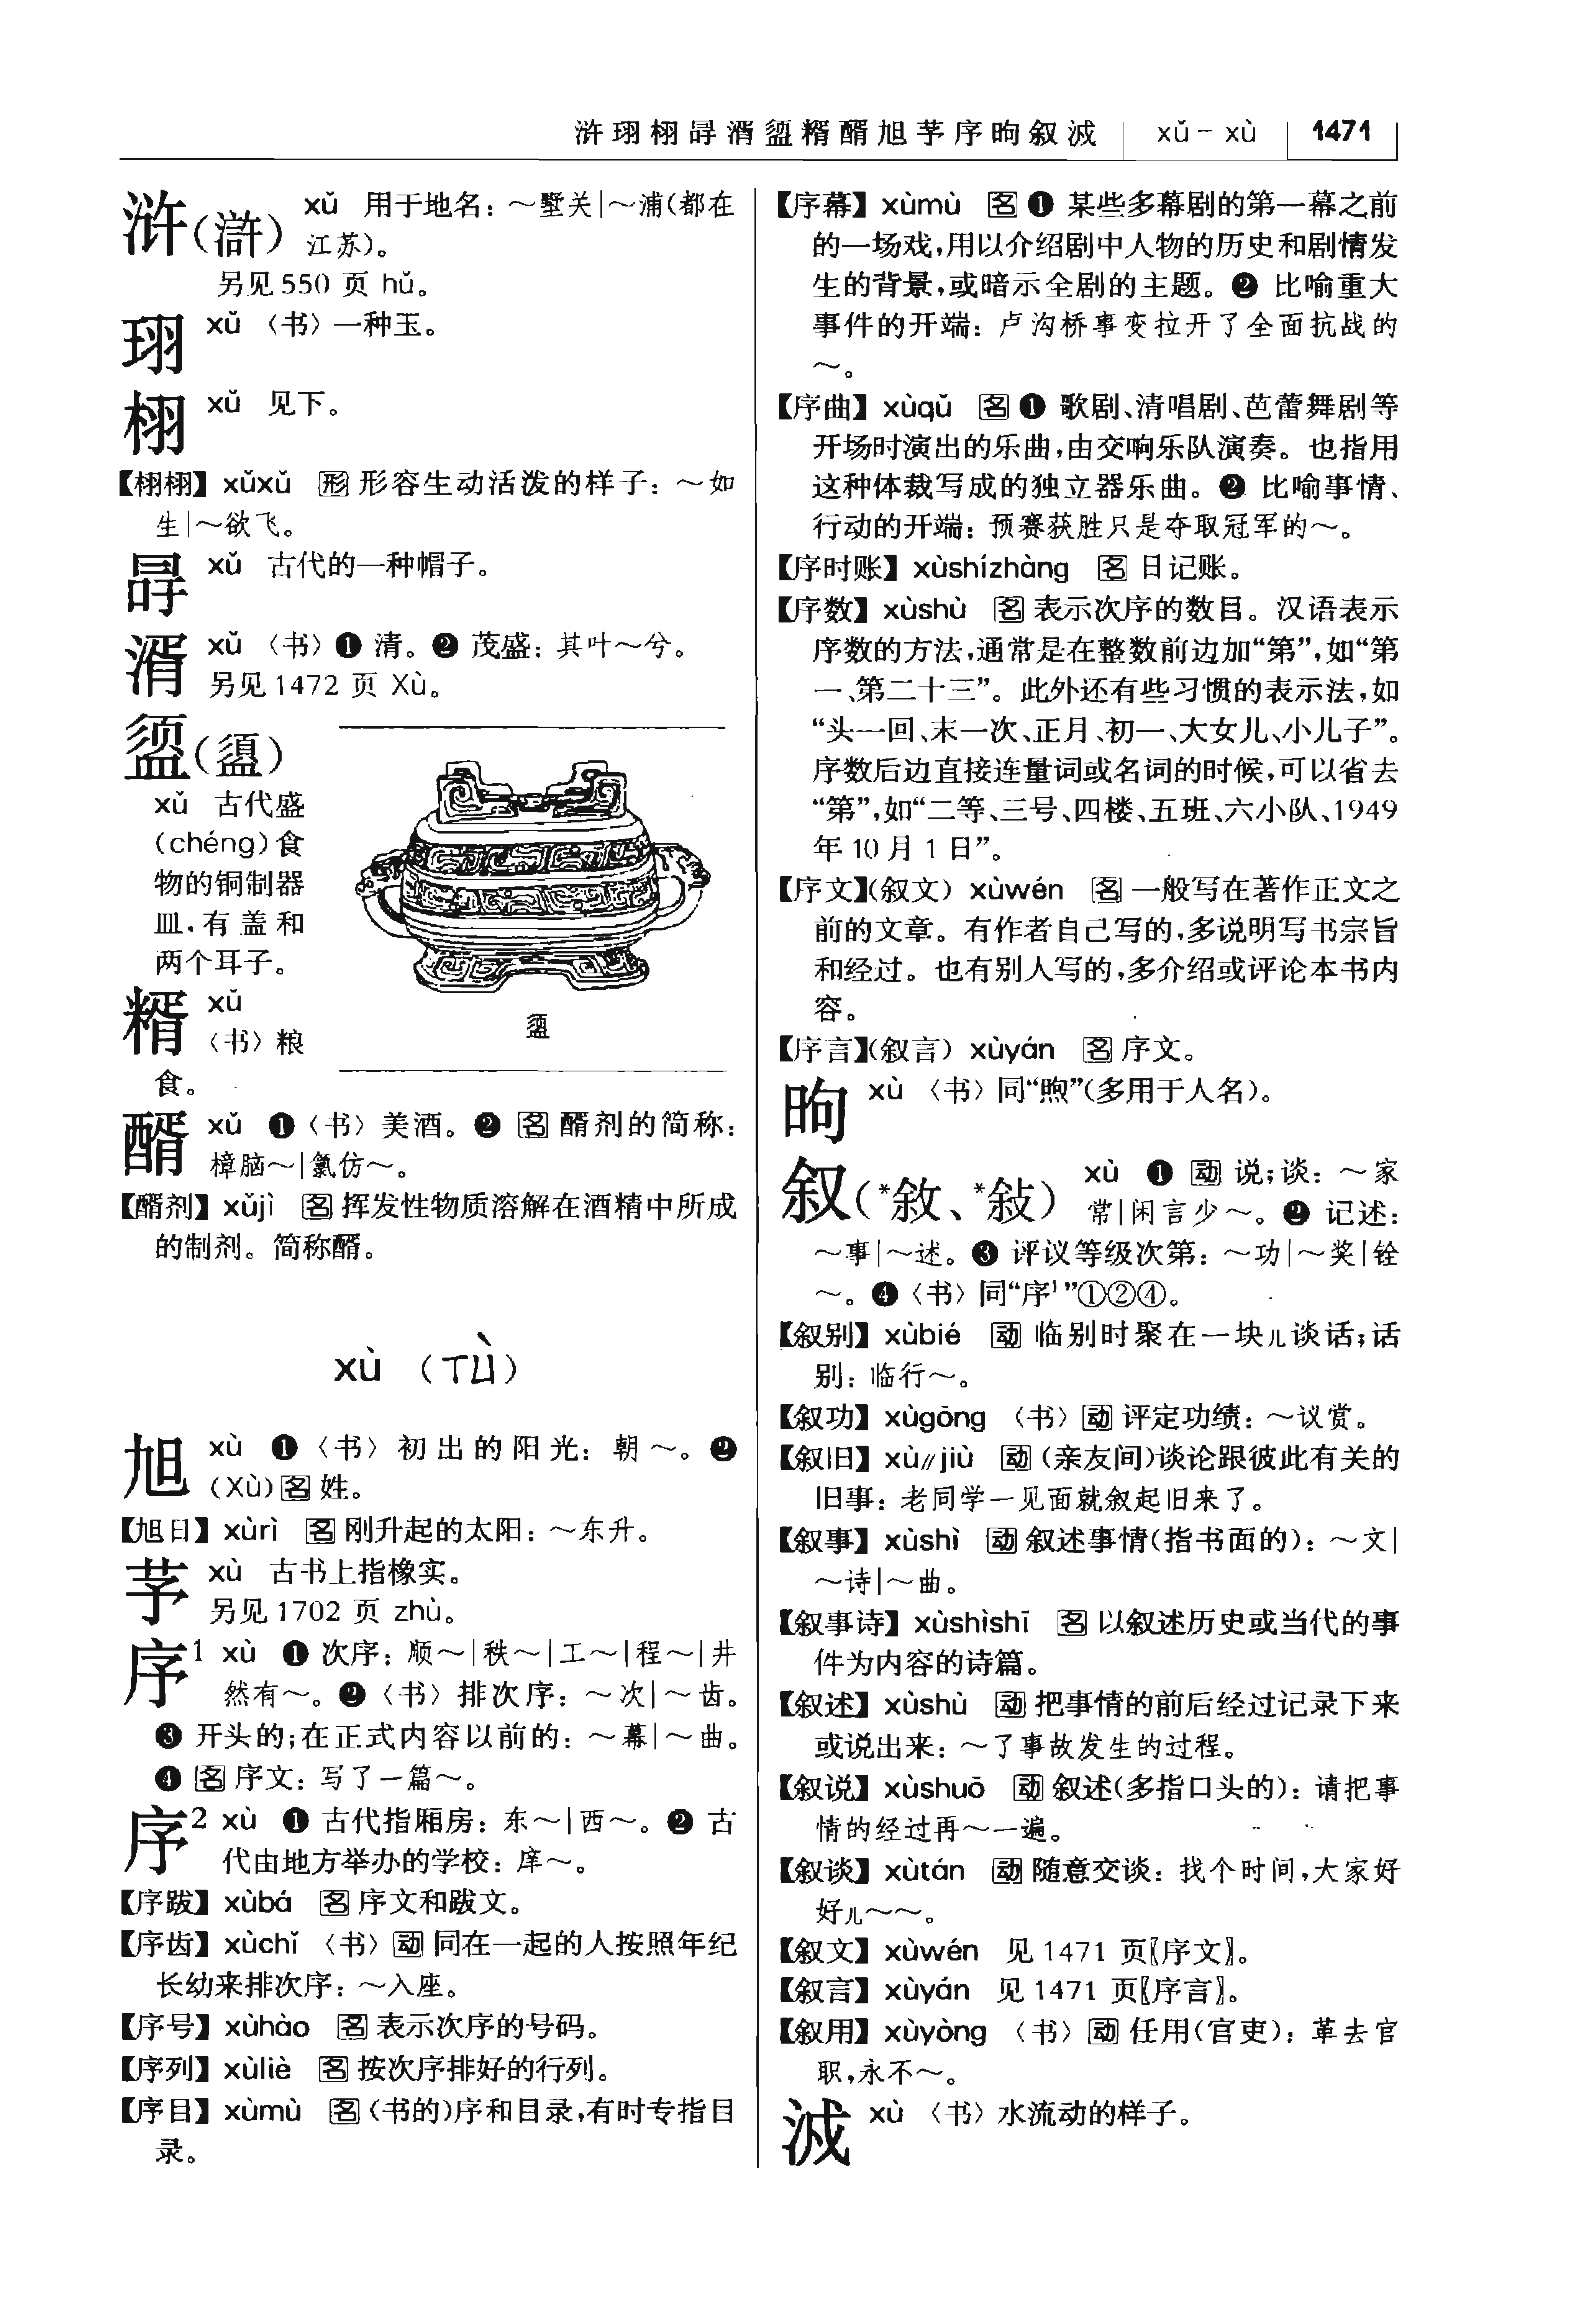 浒珝栩冔湑盨糈醑旭芧序昫叙淢 xǔ－xù 1471
浒(滸) xǔ 用于地名：～墅关|～浦(都在
江苏)。
另见550 页 hǔ。
珝 xǔ 〈书〉一种玉。
栩 xǔ 见下。
【栩栩】xǔxǔ 形 形容生动活泼的样子：～如
生|～欲飞。
冔 xǔ 古代的一种帽子。
湑 xǔ 〈书〉❶ 清。❷ 茂盛：其叶～兮。
另见1472 页 Xù。
盨(盨)
xǔ 古代盛
(chéng)食
物的铜制器
皿，有盖和
两个耳子。
盨
糈 xǔ
〈书〉粮
食。
醑 xǔ ❶〈书〉美酒。❷ 名 醑剂的简称：
樟脑～|氯仿～。
【醑剂】xǔjì 名 挥发性物质溶解在酒精中所成
的制剂。简称醑。
xù （ㄒㄩˋ）
旭 xù ❶〈书〉初出的阳光：朝～。❷
(Xù)名 姓。
【旭日】xùrì 名 刚升起的太阳：～东升。
芧 xù 古书上指橡实。
另见1702 页 zhù。
序1 xù ❶ 次序：顺～|秩～|工～|程～|井
然有～。❷〈书〉排次序：～次|～齿。
❸ 开头的;在正式内容以前的：～幕|～曲。
❹ 名 序文：写了一篇～。
序2 xù ❶ 古代指厢房：东～|西～。❷ 古
代由地方举办的学校：庠～。
【序跋】xùbá 名 序文和跋文。
【序齿】xùchǐ 〈书〉动 同在一起的人按照年纪
长幼来排次序：～入座。
【序号】xùhào 名 表示次序的号码。
【序列】xùliè 名 按次序排好的行列。
【序目】xùmù 名 (书的)序和目录,有时专指目
录。
【序幕】xùmù 名 ❶ 某些多幕剧的第一幕之前
的一场戏,用以介绍剧中人物的历史和剧情发
生的背景,或暗示全剧的主题。❷ 比喻重大
事件的开端：卢沟桥事变拉开了全面抗战的
～。
【序曲】xùqǔ 名 ❶ 歌剧、清唱剧、芭蕾舞剧等
开场时演出的乐曲,由交响乐队演奏。也指用
这种体裁写成的独立器乐曲。❷ 比喻事情、
行动的开端：预赛获胜只是夺取冠军的～。
【序时账】xùshízhàng 名 日记账。
【序数】xùshù 名 表示次序的数目。汉语表示
序数的方法,通常是在整数前边加“第”,如“第
一、第二十三”。此外还有些习惯的表示法,如
“头一回、末一次、正月、初一、大女儿、小儿子”。
序数后边直接连量词或名词的时候,可以省去
“第”,如“二等、三号、四楼、五班、六小队、1949
年 10 月 1 日”。
【序文】(叙文) xùwén 名 一般写在著作正文之
前的文章。有作者自己写的,多说明写书宗旨
和经过。也有别人写的,多介绍或评论本书内
容。
【序言】(叙言) xùyán 名 序文。
昫 xù 〈书〉同“煦”(多用于人名)。
叙(*敘、*敍) xù ❶ 动 说;谈：～家
常|闲言少～。❷ 记述：
～事|～述。❸ 评议等级次第：～功|～奖|铨
～。❹〈书〉同“序1”①②④。
【叙别】xùbié 动 临别时聚在一块儿谈话;话
别：临行～。
【叙功】xùgōng 〈书〉动 评定功绩：～议赏。
【叙旧】xù∥jiù 动 (亲友间)谈论跟彼此有关的
旧事：老同学一见面就叙起旧来了。
【叙事】xùshì 动 叙述事情(指书面的)：～文|
～诗|～曲。
【叙事诗】xùshìshī 名 以叙述历史或当代的事
件为内容的诗篇。
【叙述】xùshù 动 把事情的前后经过记录下来
或说出来：～了事故发生的过程。
【叙说】xùshuō 动 叙述(多指口头的)：请把事
情的经过再～一遍。
【叙谈】xùtán 动 随意交谈：找个时间,大家好
好儿～～。
【叙文】xùwén 见 1471 页〖序文〗。
【叙言】xùyán 见 1471 页〖序言〗。
【叙用】xùyòng 〈书〉动 任用(官吏)：革去官
职,永不～。
淢 xù 〈书〉水流动的样子。